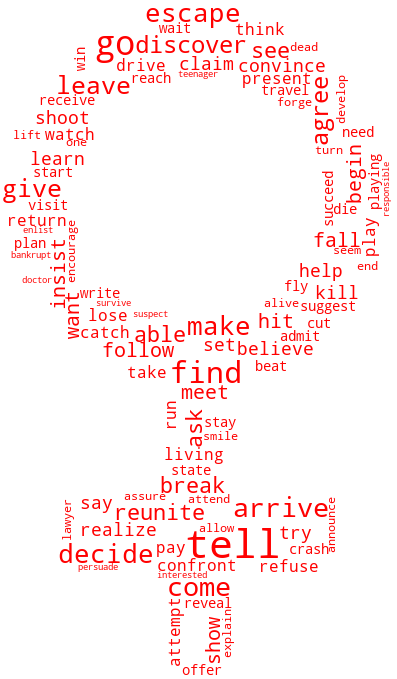 escape
wait think
go discover see dead
win drive claim convince
reach teenager present
leave travel
receive forge develop
shoot agree
lift watch one need
learn turn
start begin playing
give succeed responsible
visit die
return play
enlist fall
plan insist encourage seem
bankrupt end
doctor help
want write fly kill
survive alive suggest
lose suspect hit cut
catch able make admit
follow set believe
take find beat
meet
run ask stay
smile
living
state
break
assure attend
say reunite arrive
lawyer realize allow try announce
decide pay tell crash
persuade confront refuse
interested
come
attempt reveal
show explain
offer